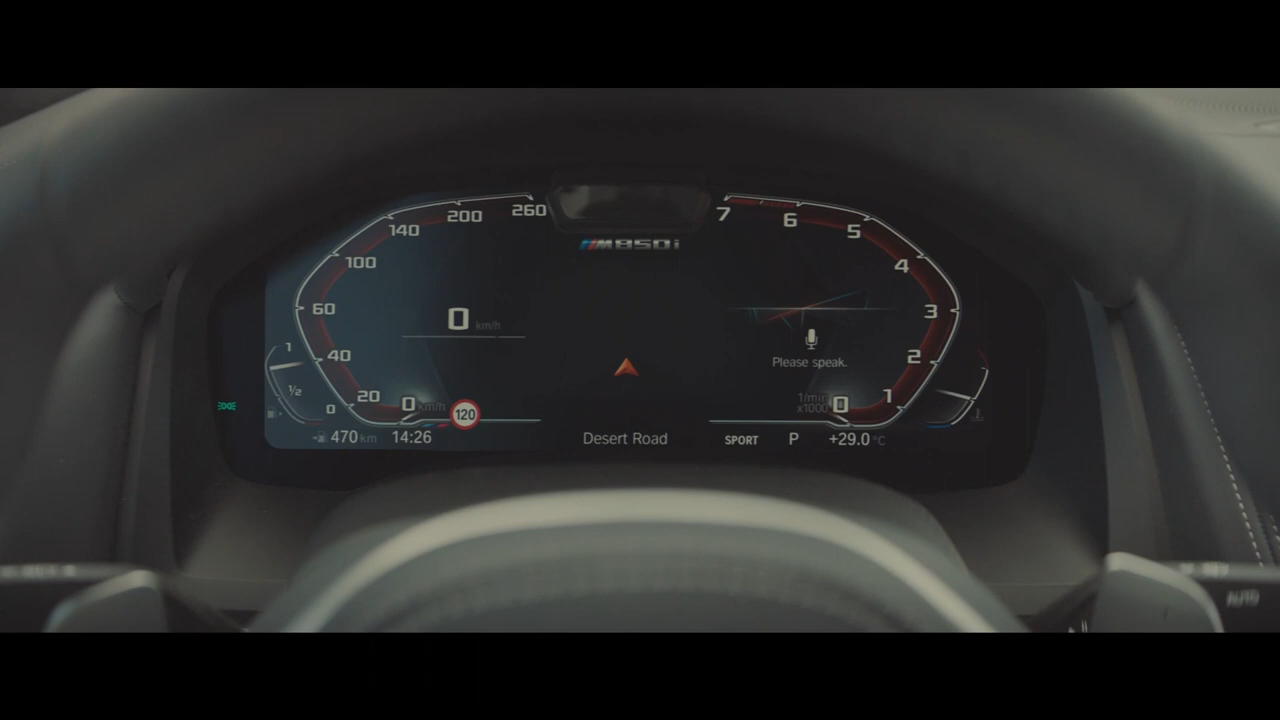 260
200
140
100
60
40
20
0 km/h
M850i
7
6
5
4
3
2
1
0
1/min
x1000
0 km/h
Please speak.
1
1/2
0
120
470 km
14:26
Desert Road
SPORT
P
+29.0 °C
AUTO